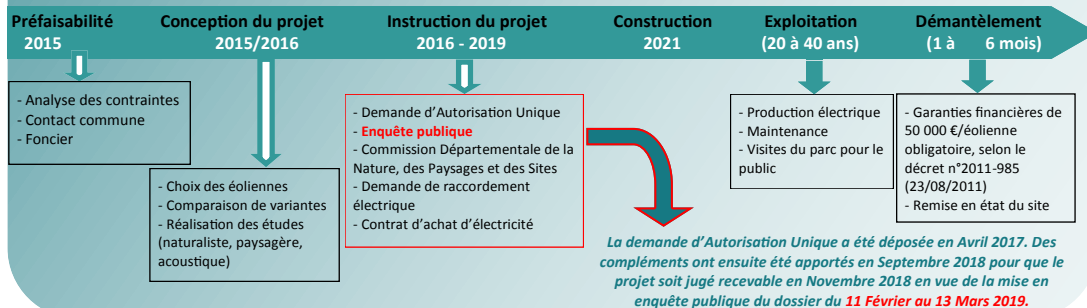 Préfaisabilité
2015
Conception du projet
2015/2016
Instruction du projet
2016 - 2019
Construction
2021
Exploitation
(20 à 40 ans)
Démantèlement
(1 à 6 mois)
- Analyse des contraintes
- Contact commune
- Foncier
- Choix des éoliennes
- Comparaison de variantes
- Réalisation des études
(naturaliste, paysagère,
acoustique)
- Demande d'Autorisation Unique
- Enquête publique
- Commission Départementale de la
Nature, des Paysages et des Sites
- Demande de raccordement
électrique
- Contrat d'achat d'électricité
- Production électrique
- Maintenance
- Visites du parc pour le
public
- Garanties financières de
50 000 €/éolienne
obligatoire, selon le
décret n°2011-985
(23/08/2011)
- Remise en état du site
La demande d'Autorisation Unique a été déposée en Avril 2017. Des
compléments ont ensuite été apportés en Septembre 2018 pour que le
projet soit jugé recevable en Novembre 2018 en vue de la mise en
enquête publique du dossier du 11 Février au 13 Mars 2019.